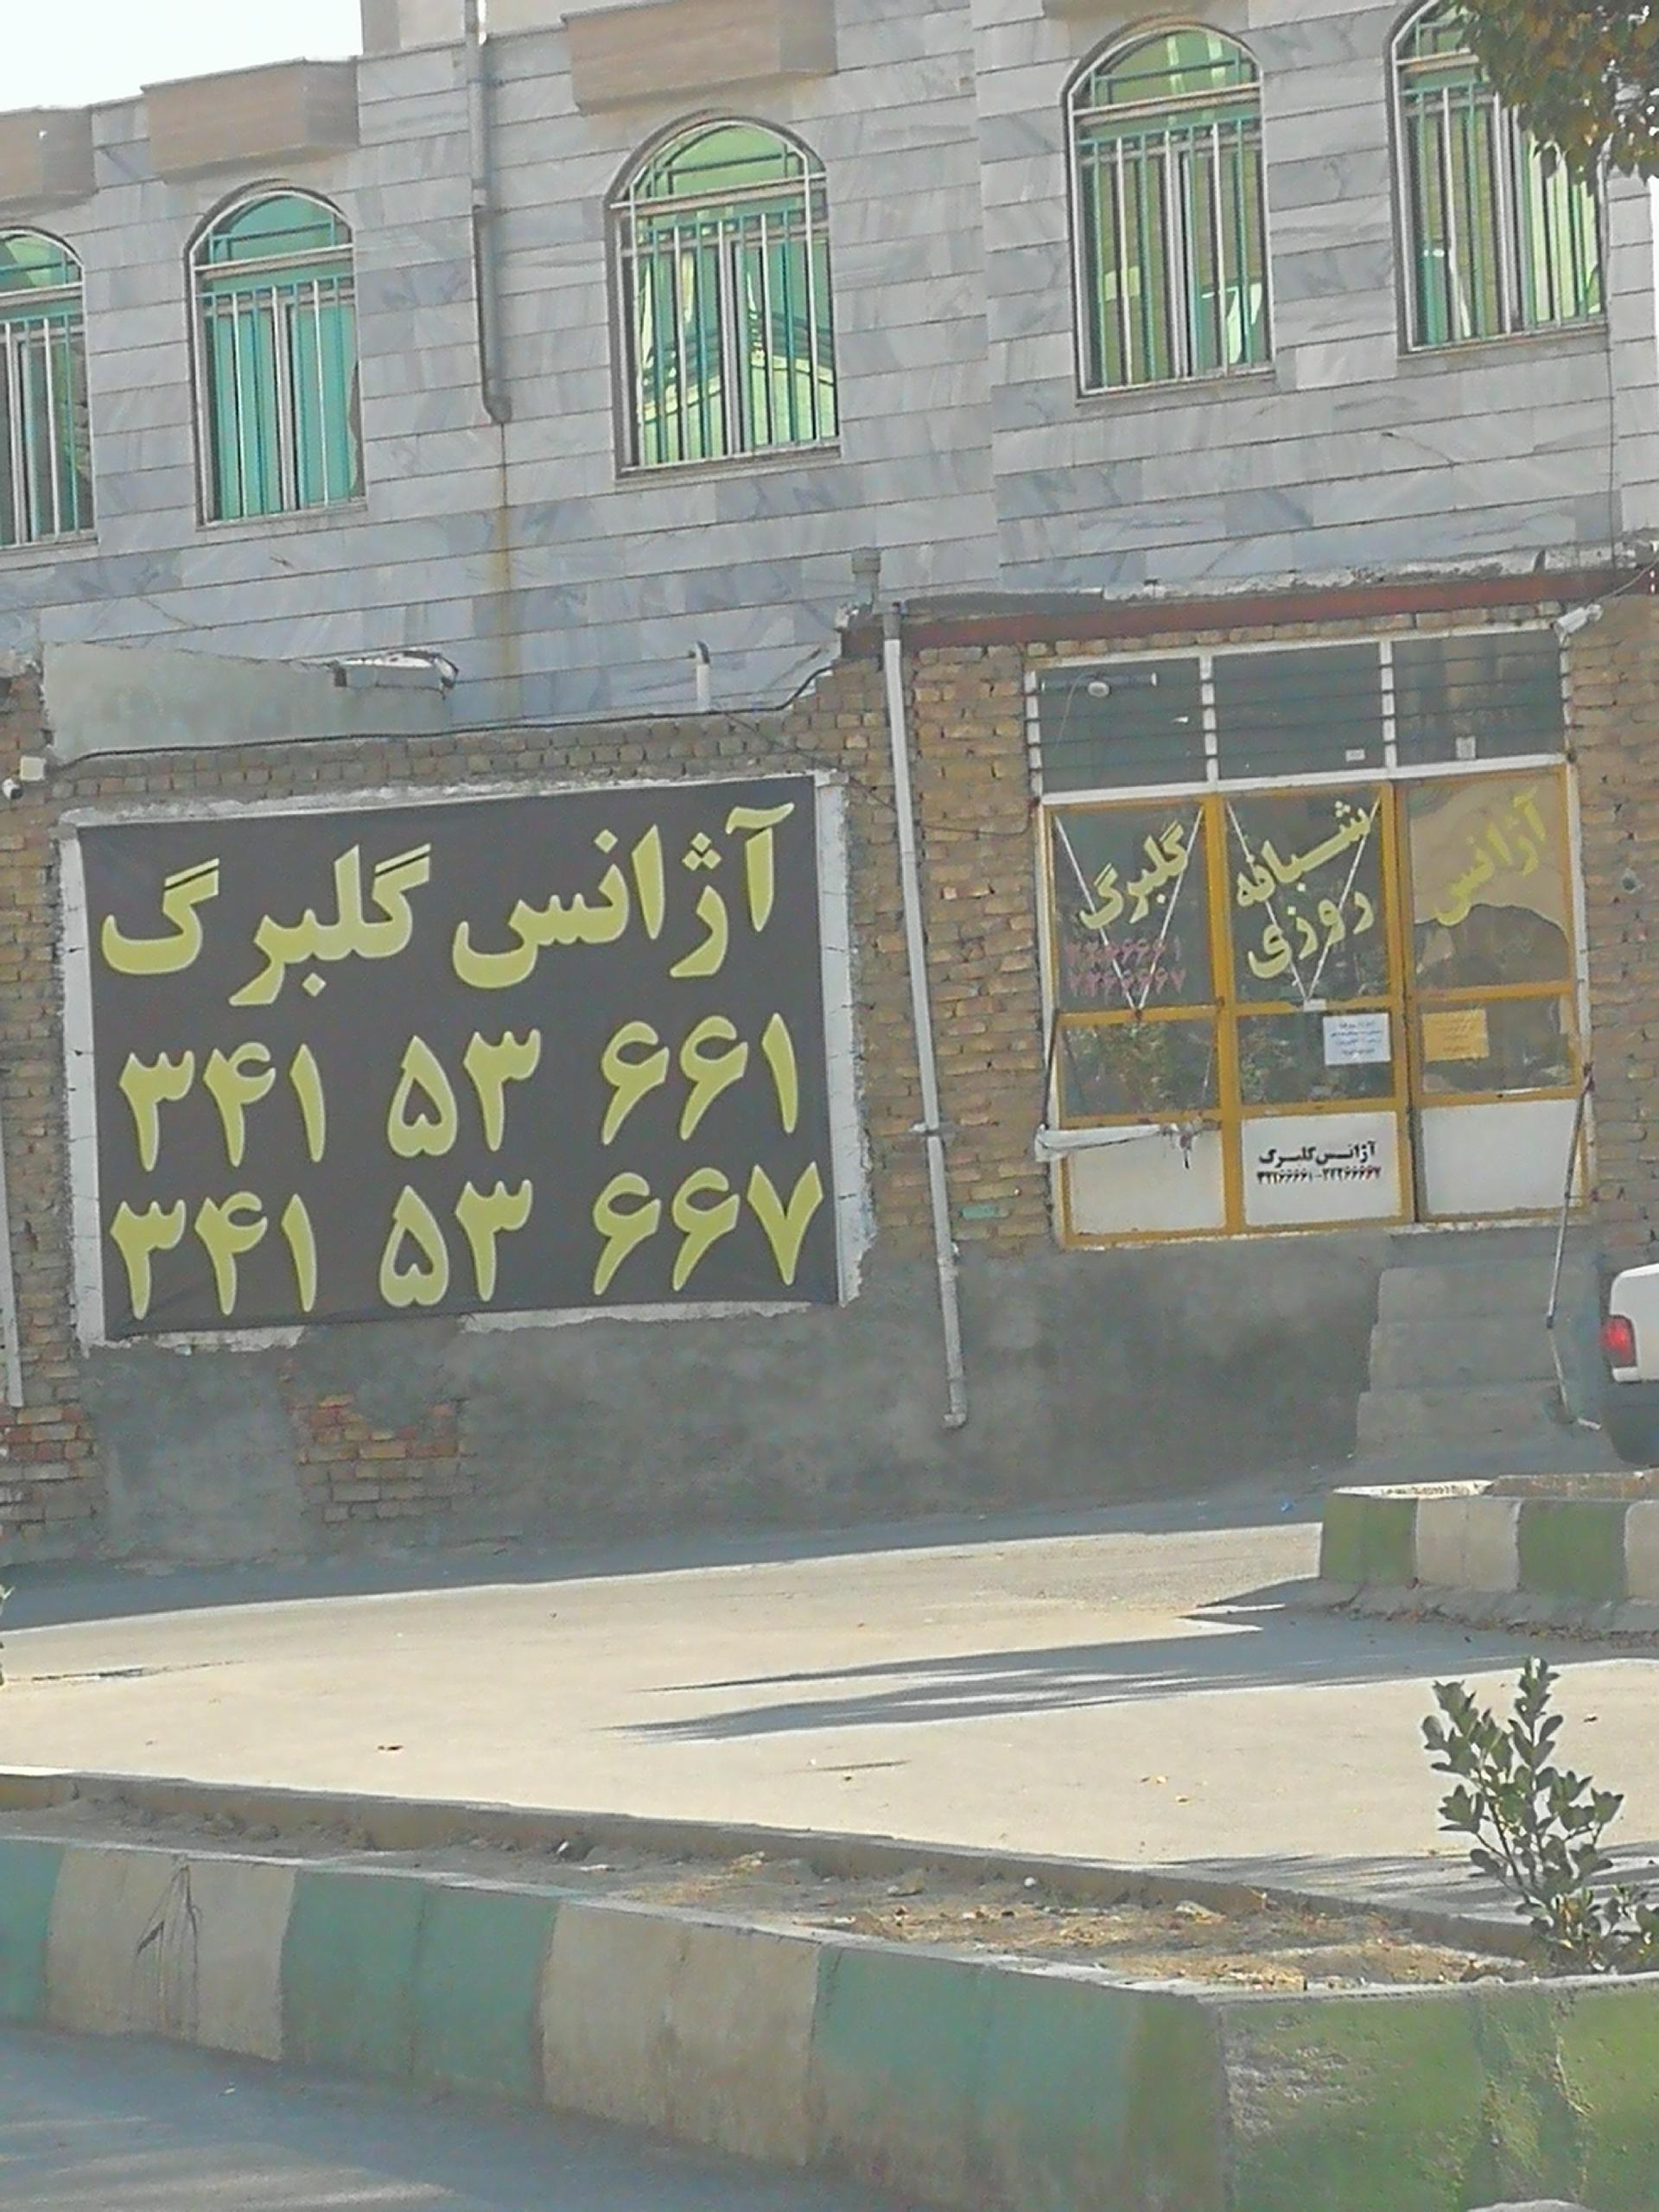 آژانس گلبرگ
۳۴۱ ۵۳ ۶۶۱
۳۴۱ ۵۳ ۶۶۷
آژانس
شبانه
روزی
گلبرگ
آژانس گلبرگ